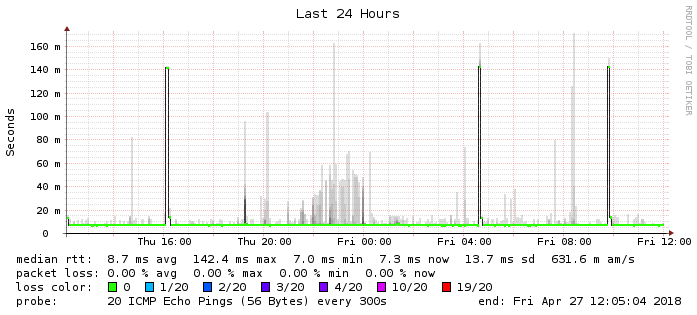 Last 24 Hours
RRDTOOL / TOBI OETIKER
Seconds
160 m
140 m
120 m
100 m
80 m
60 m
40 m
20 m
0
Thu 16:00 Thu 20:00 Fri 00:00 Fri 04:00 Fri 08:00 Fri 12:00
median rtt: 8.7 ms avg 142.4 ms max 7.0 ms min 7.3 ms now 13.7 ms sd 631.6 m am/s
packet loss: 0.00 % avg 0.00 % max 0.00 % min 0.00 % now
loss color: 0 1/20 2/20 3/20 4/20 10/20 19/20
probe: 20 ICMP Echo Pings (56 Bytes) every 300s end: Fri Apr 27 12:05:04 2018